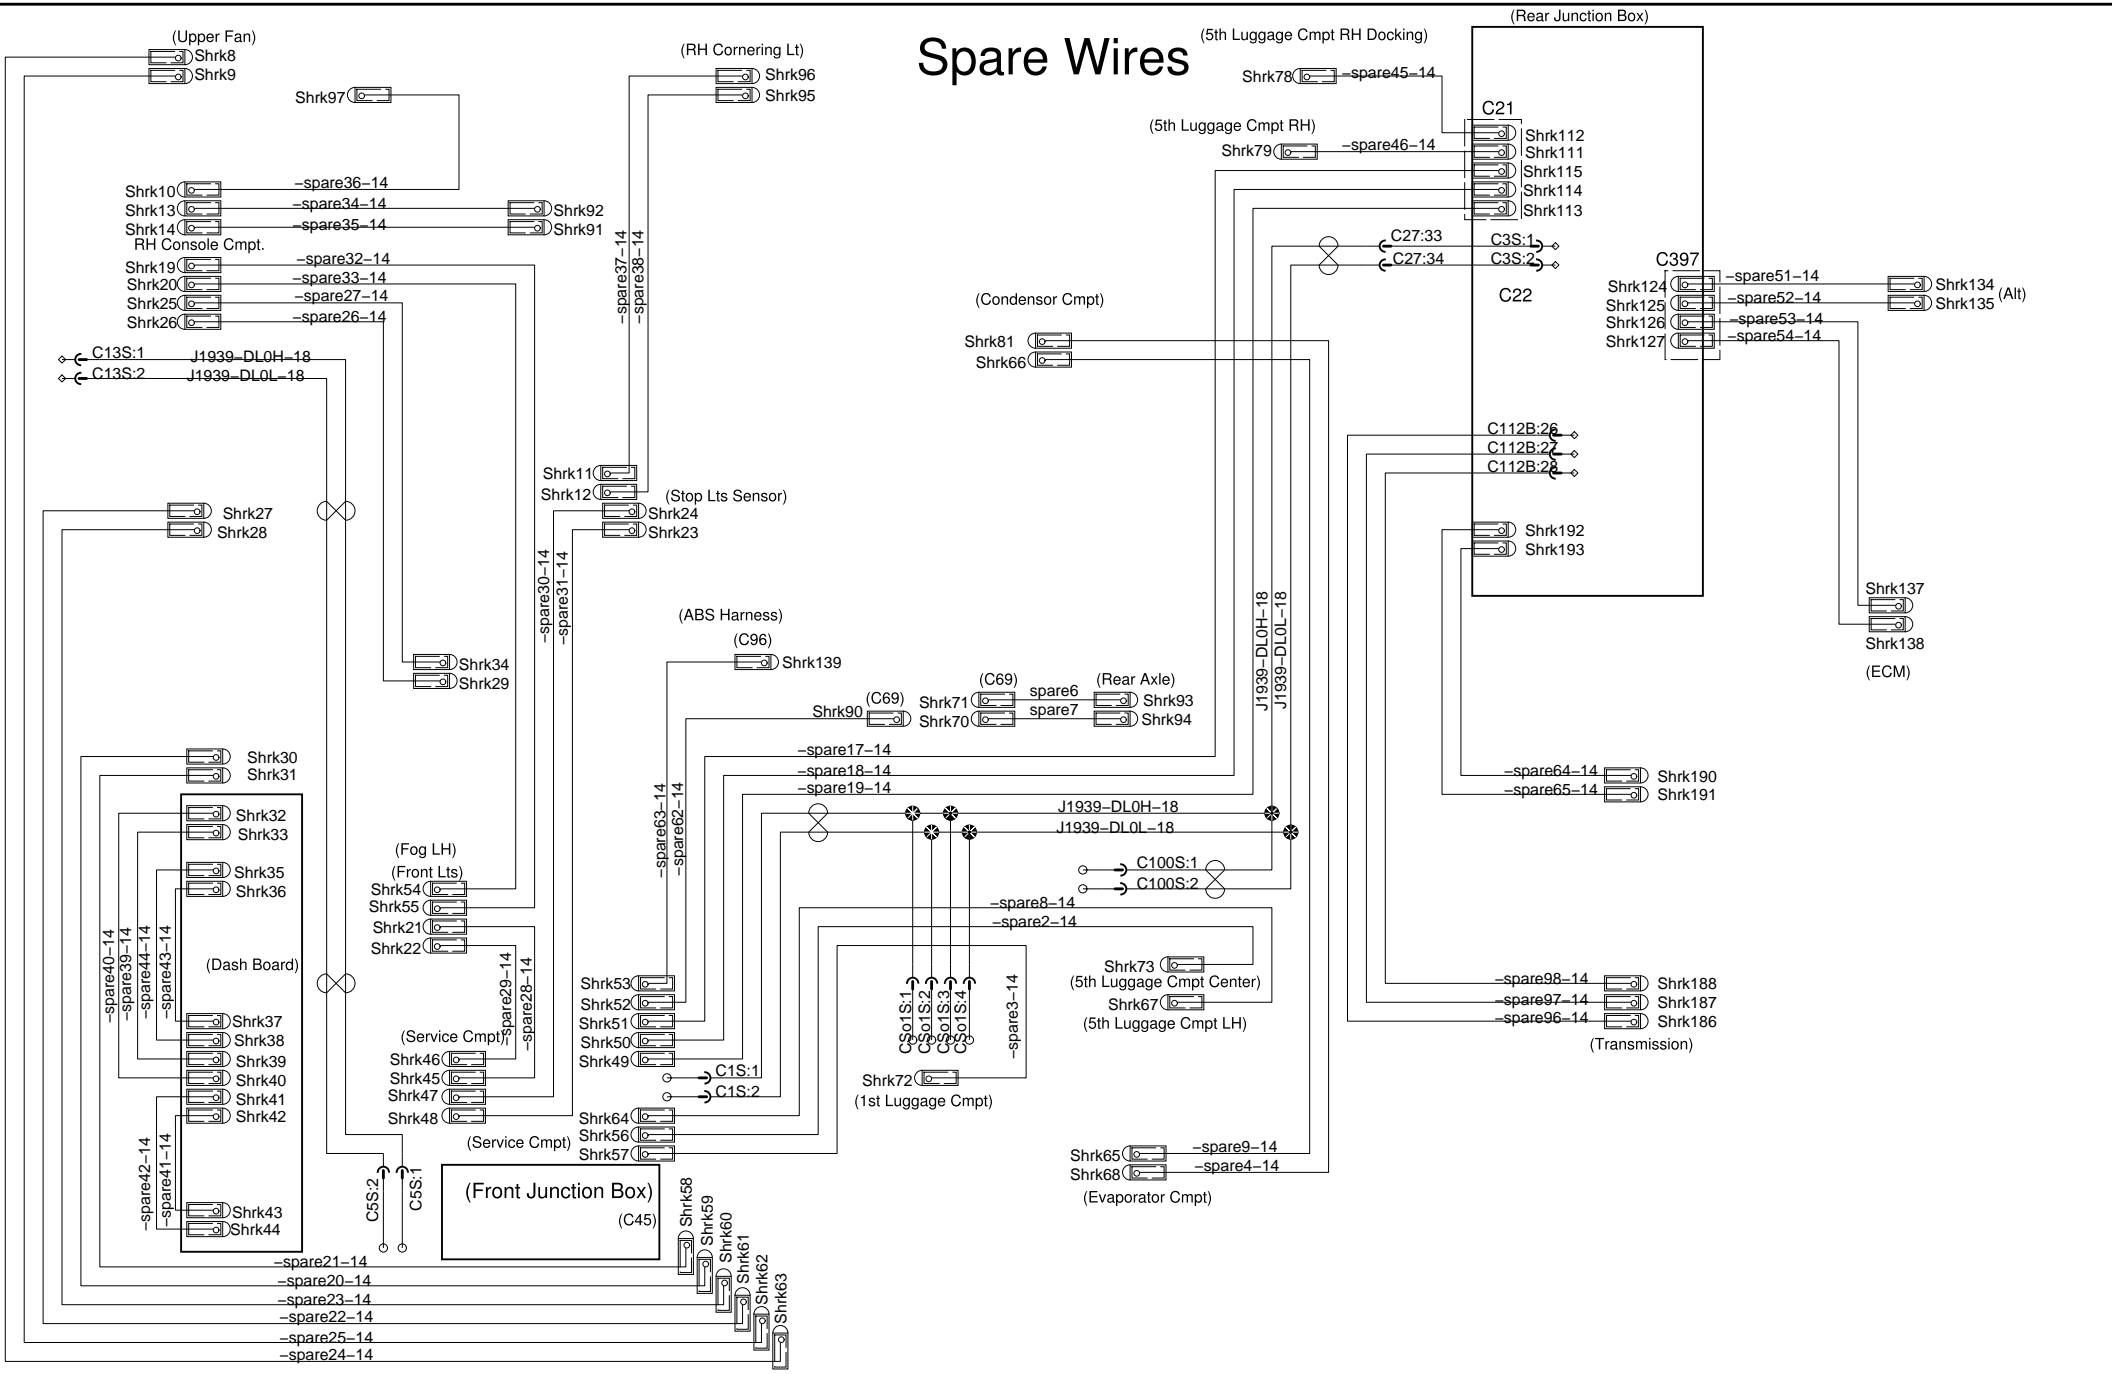 Spare Wires
(Upper Fan)
Shrk8
Shrk9
Shrk97
Shrk10
-spare36-14
Shrk13
-spare34-14
Shrk92
Shrk14
-spare35-14
Shrk91
RH Console Cmpt.
Shrk19
-spare32-14
Shrk20
-spare33-14
Shrk25
-spare27-14
Shrk26
-spare26-14
C13S:1
J1939-DL0H-18
C13S:2
J1939-DL0L-18
Shrk27
Shrk28
Shrk34
Shrk29
(RH Cornering Lt)
Shrk96
Shrk95
-spare37-14
-spare38-14
Shrk11
Shrk12
(Stop Lts Sensor)
Shrk24
Shrk23
-spare30-14
-spare31-14
(ABS Harness)
(C96)
Shrk139
(C69)
Shrk90
(C69)
Shrk71
spare6
(Rear Axle)
Shrk93
Shrk70
spare7
Shrk94
-spare17-14
-spare18-14
-spare19-14
-spare63-14
-spare62-14
J1939-DL0H-18
J1939-DL0L-18
C100S:1
C100S:2
-spare8-14
-spare2-14
Shrk30
Shrk31
Shrk32
Shrk33
Shrk35
Shrk36
(Dash Board)
-spare40-14
-spare39-14
-spare44-14
-spare43-14
Shrk37
Shrk38
Shrk39
Shrk40
Shrk41
Shrk42
-spare42-14
-spare41-14
Shrk43
Shrk44
(Fog LH)
(Front Lts)
Shrk54
Shrk55
Shrk21
Shrk22
-spare29-14
-spare28-14
(Service Cmpt)
Shrk46
Shrk45
Shrk47
Shrk48
C5S:2
C5S:1
Shrk53
Shrk52
Shrk51
Shrk50
Shrk49
C1S:1
C1S:2
Shrk64
Shrk56
Shrk57
(Service Cmpt)
(Front Junction Box)
(C45)
Shrk58
Shrk59
Shrk60
Shrk61
Shrk62
Shrk63
-spare21-14
-spare20-14
-spare23-14
-spare22-14
-spare25-14
-spare24-14
CSo1S:1
CSo1S:2
CSo1S:3
CSo1S:4
-spare3-14
Shrk72
(1st Luggage Cmpt)
Shrk73
(5th Luggage Cmpt Center)
Shrk67
(5th Luggage Cmpt LH)
Shrk65
-spare9-14
Shrk68
-spare4-14
(Evaporator Cmpt)
(Condensor Cmpt)
Shrk81
Shrk66
J1939-DL0H-18
J1939-DL0L-18
(5th Luggage Cmpt RH Docking)
Shrk78
-spare45-14
(5th Luggage Cmpt RH)
Shrk79
-spare46-14
(Rear Junction Box)
C21
Shrk112
Shrk111
Shrk115
Shrk114
Shrk113
C27:33
C3S:1
C27:34
C3S:2
C22
C397
Shrk124
-spare51-14
Shrk134
Shrk125
-spare52-14
Shrk135
(Alt)
Shrk126
-spare53-14
Shrk127
-spare54-14
C112B:26
C112B:27
C112B:28
Shrk192
Shrk193
Shrk137
Shrk138
(ECM)
-spare64-14
Shrk190
-spare65-14
Shrk191
-spare98-14
Shrk188
-spare97-14
Shrk187
-spare96-14
Shrk186
(Transmission)